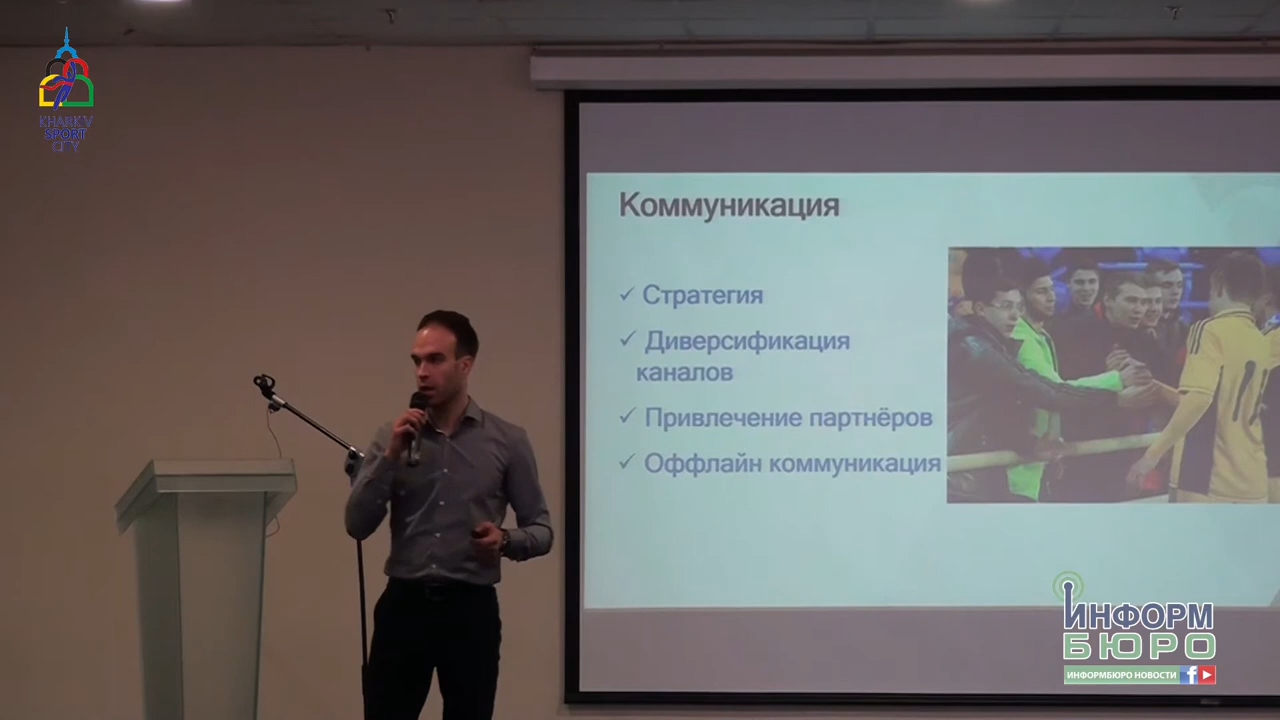 KHARKIV
SPORT
CITY
Коммуникация
✓ Стратегия
✓ Диверсификация
каналов
✓ Привлечение партнёров
✓ Оффлайн коммуникация
ИНФОРМ
БЮРО
ИНФОРМБЮРО НОВОСТИ f